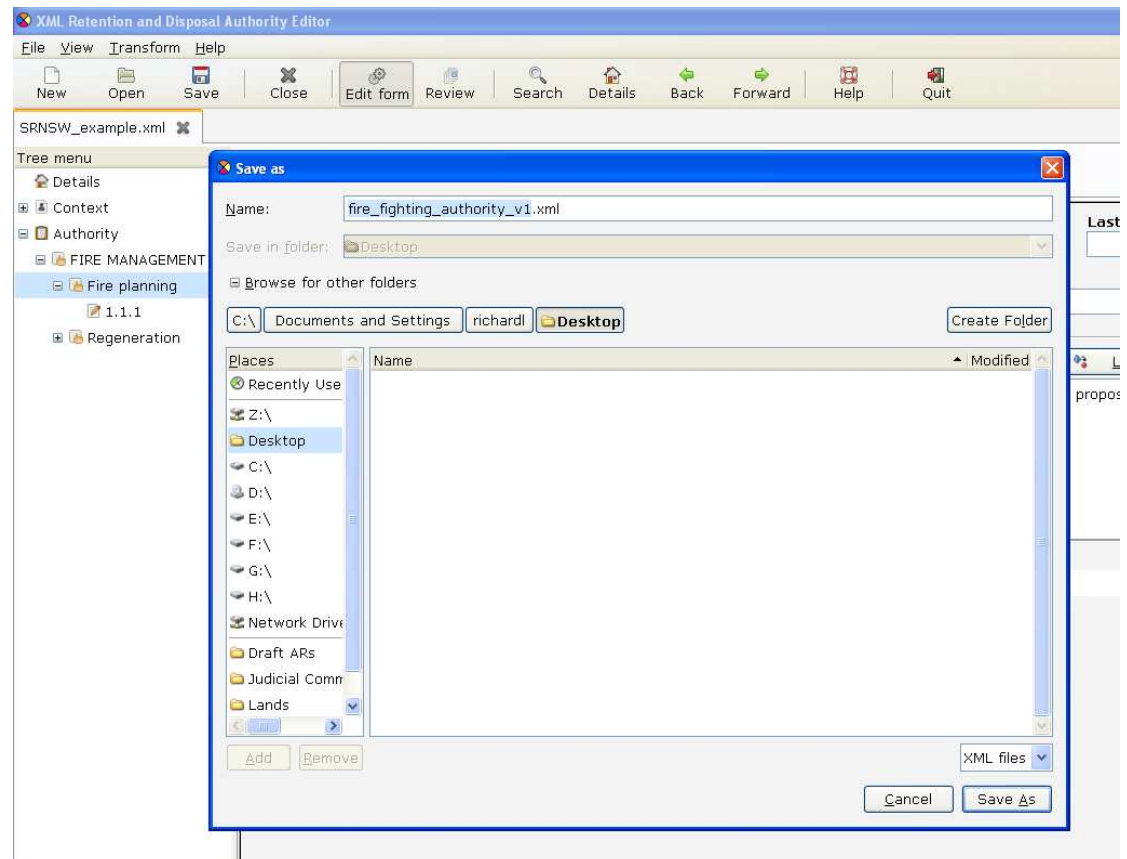 XML Retention and Disposal Authority Editor
File View Transform Help
New Open Save Close Edit form Review Search Details Back Forward Help Quit
SRNSW_example.xml
Tree menu
Details
Context
Authority
FIRE MANAGEMENT
Fire planning
1.1.1
Regeneration
Save as
Name: fire_fighting_authority_v1.xml
Save in folder: Desktop
Browse for other folders
C:\ Documents and Settings richardl Desktop Create Folder
Places Name Modified
Recently Use
Z:\
Desktop
C:\
D:\
E:\
F:\
G:\
H:\
Network Drive
Draft ARs
Judicial Comm
Lands
Add Remove XML files
Cancel Save As
Last
L
propos